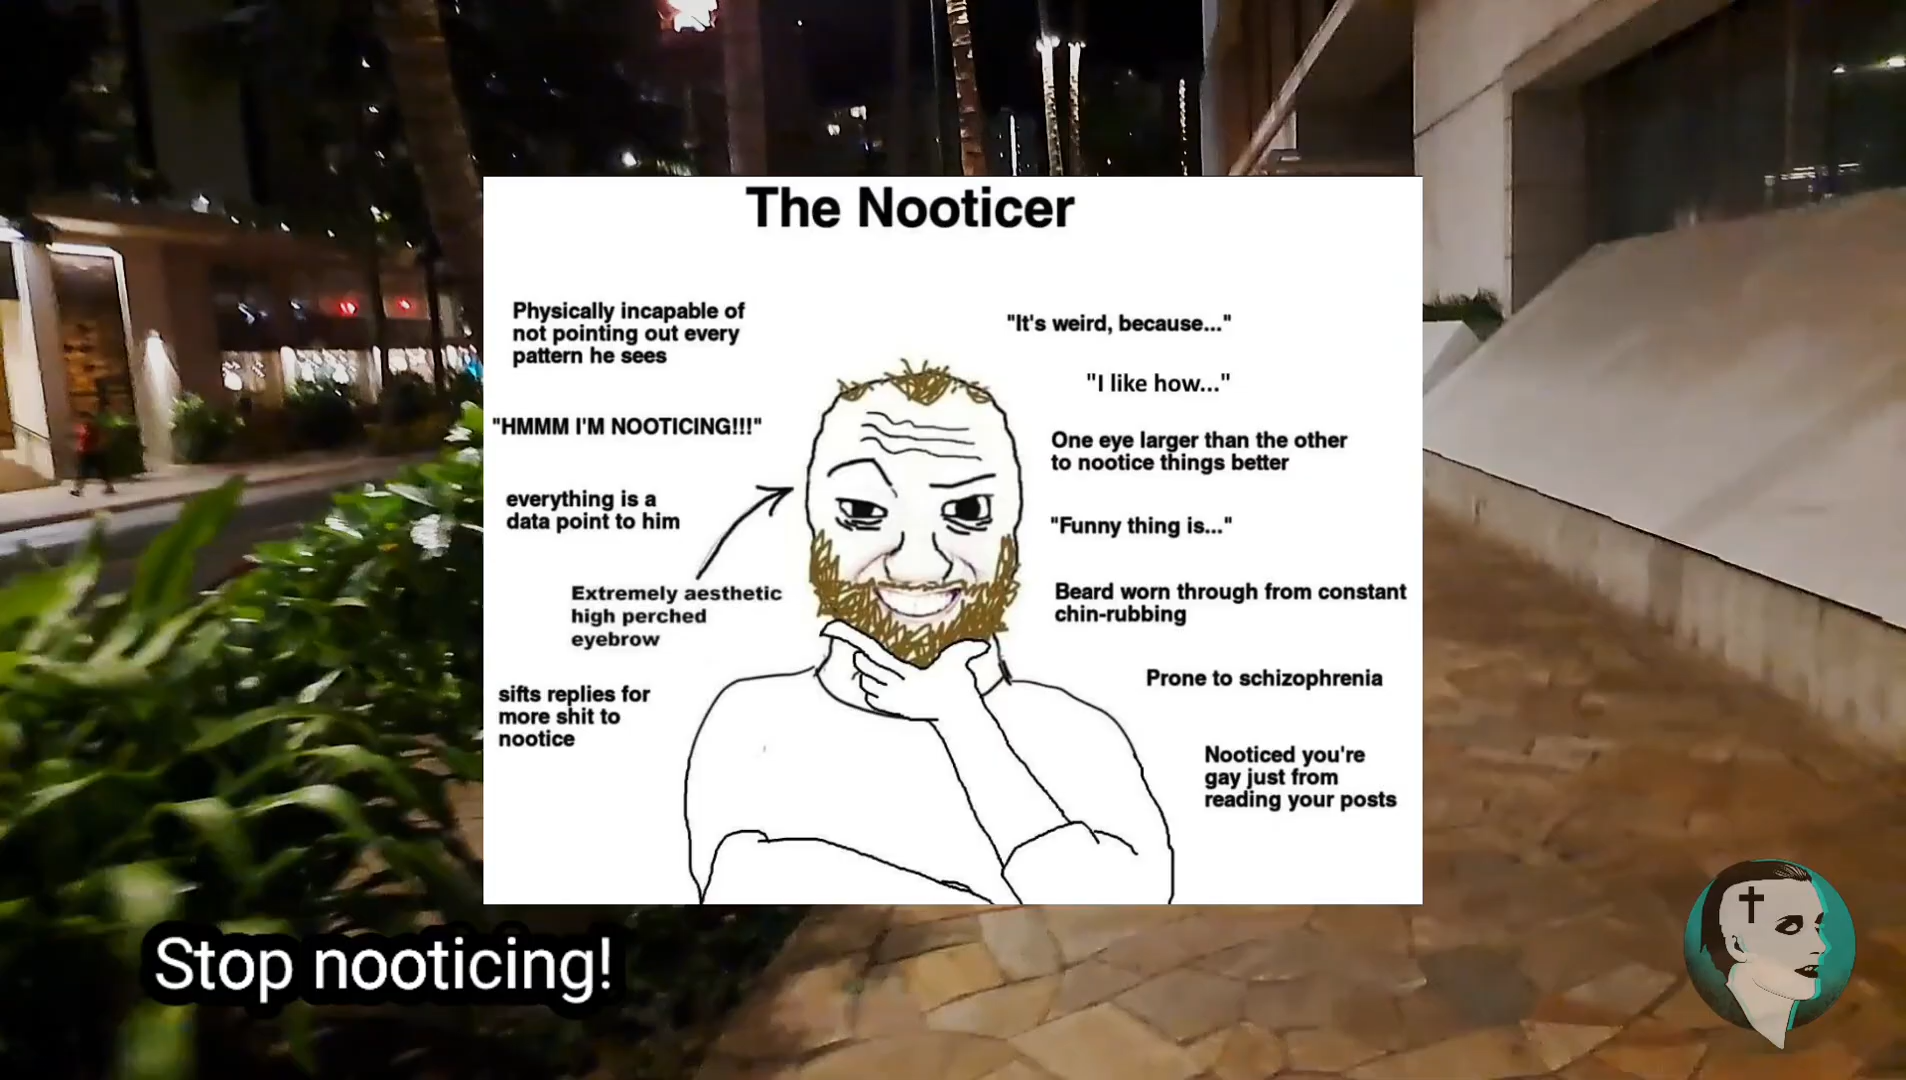 The Nooticer
Physically incapable of
not pointing out every
pattern he sees
"HMMM I'M NOOTICING!!!"
everything is a
data point to him
Extremely aesthetic
high perched
eyebrow
sifts replies for
more shit to
nootice
"It's weird, because..."
"I like how..."
One eye larger than the other
to nootice things better
"Funny thing is..."
Beard worn through from constant
chin-rubbing
Prone to schizophrenia
Nooticed you're
gay just from
reading your posts
Stop nooticing!